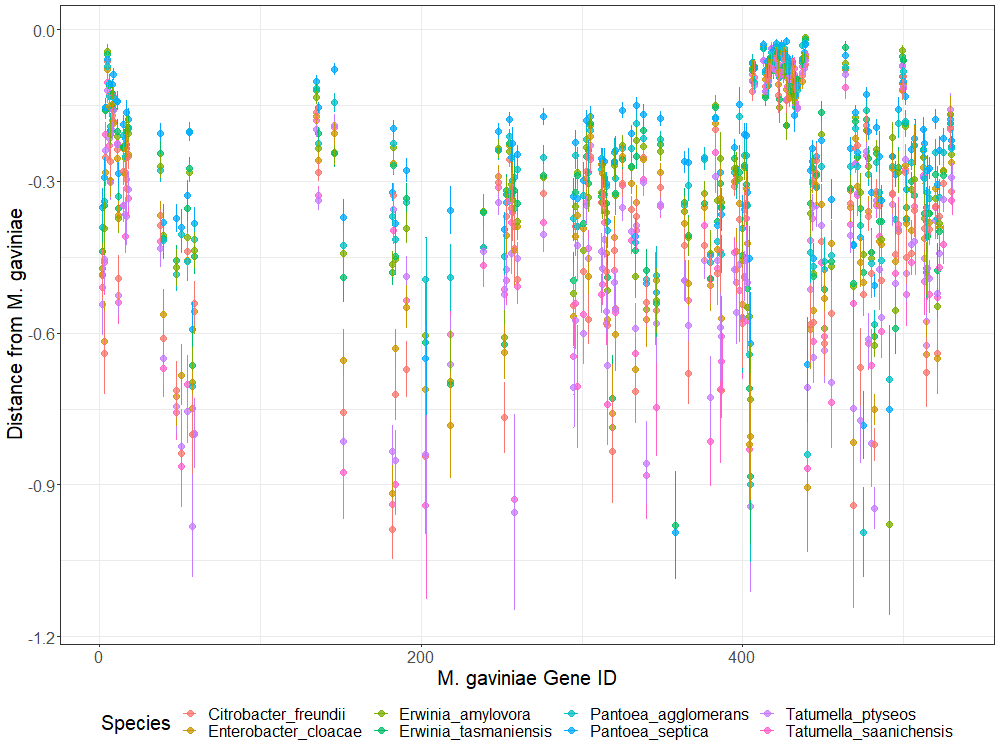 0.0
-0.3
-0.6
-0.9
-1.2
Distance from M. gaviniae
0 200 400
M. gaviniae Gene ID
Species
Citrobacter_freundii Erwinia_amylovora Pantoea_agglomerans Tatumella_ptyseos
Enterobacter_cloacae Erwinia_tasmaniensis Pantoea_septica Tatumella_saanichensis